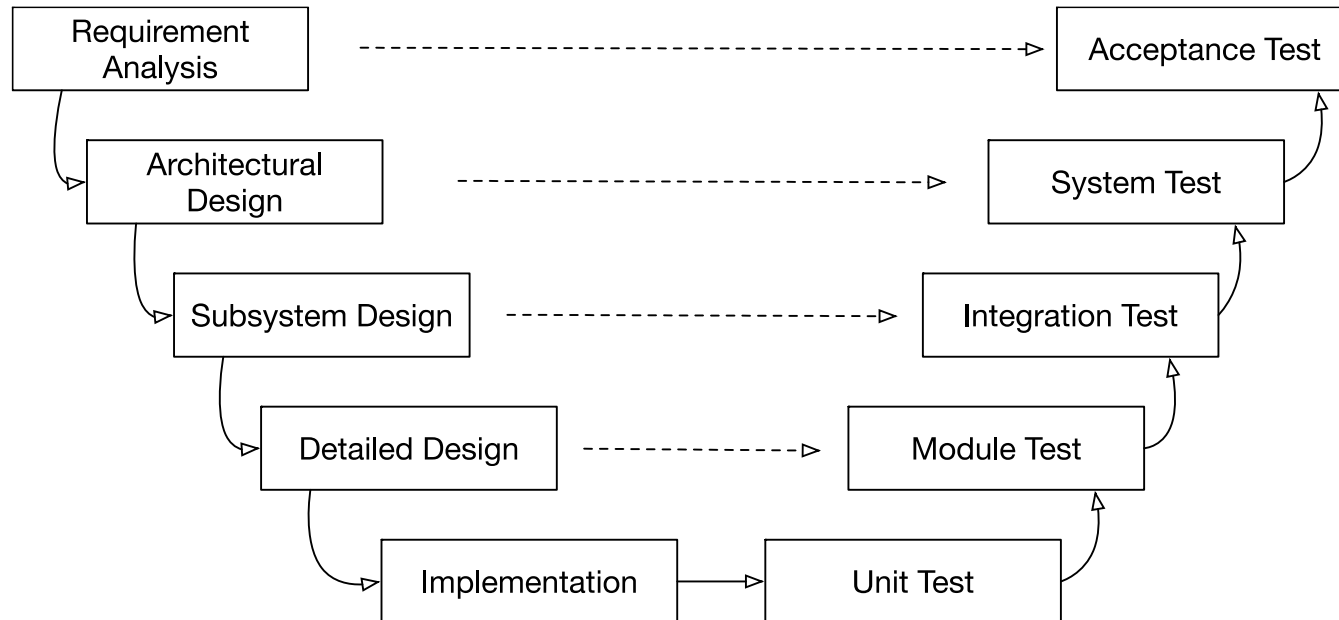 Requirement
Analysis
Acceptance Test
Architectural
Design
System Test
Subsystem Design
Integration Test
Detailed Design
Module Test
Implementation
Unit Test